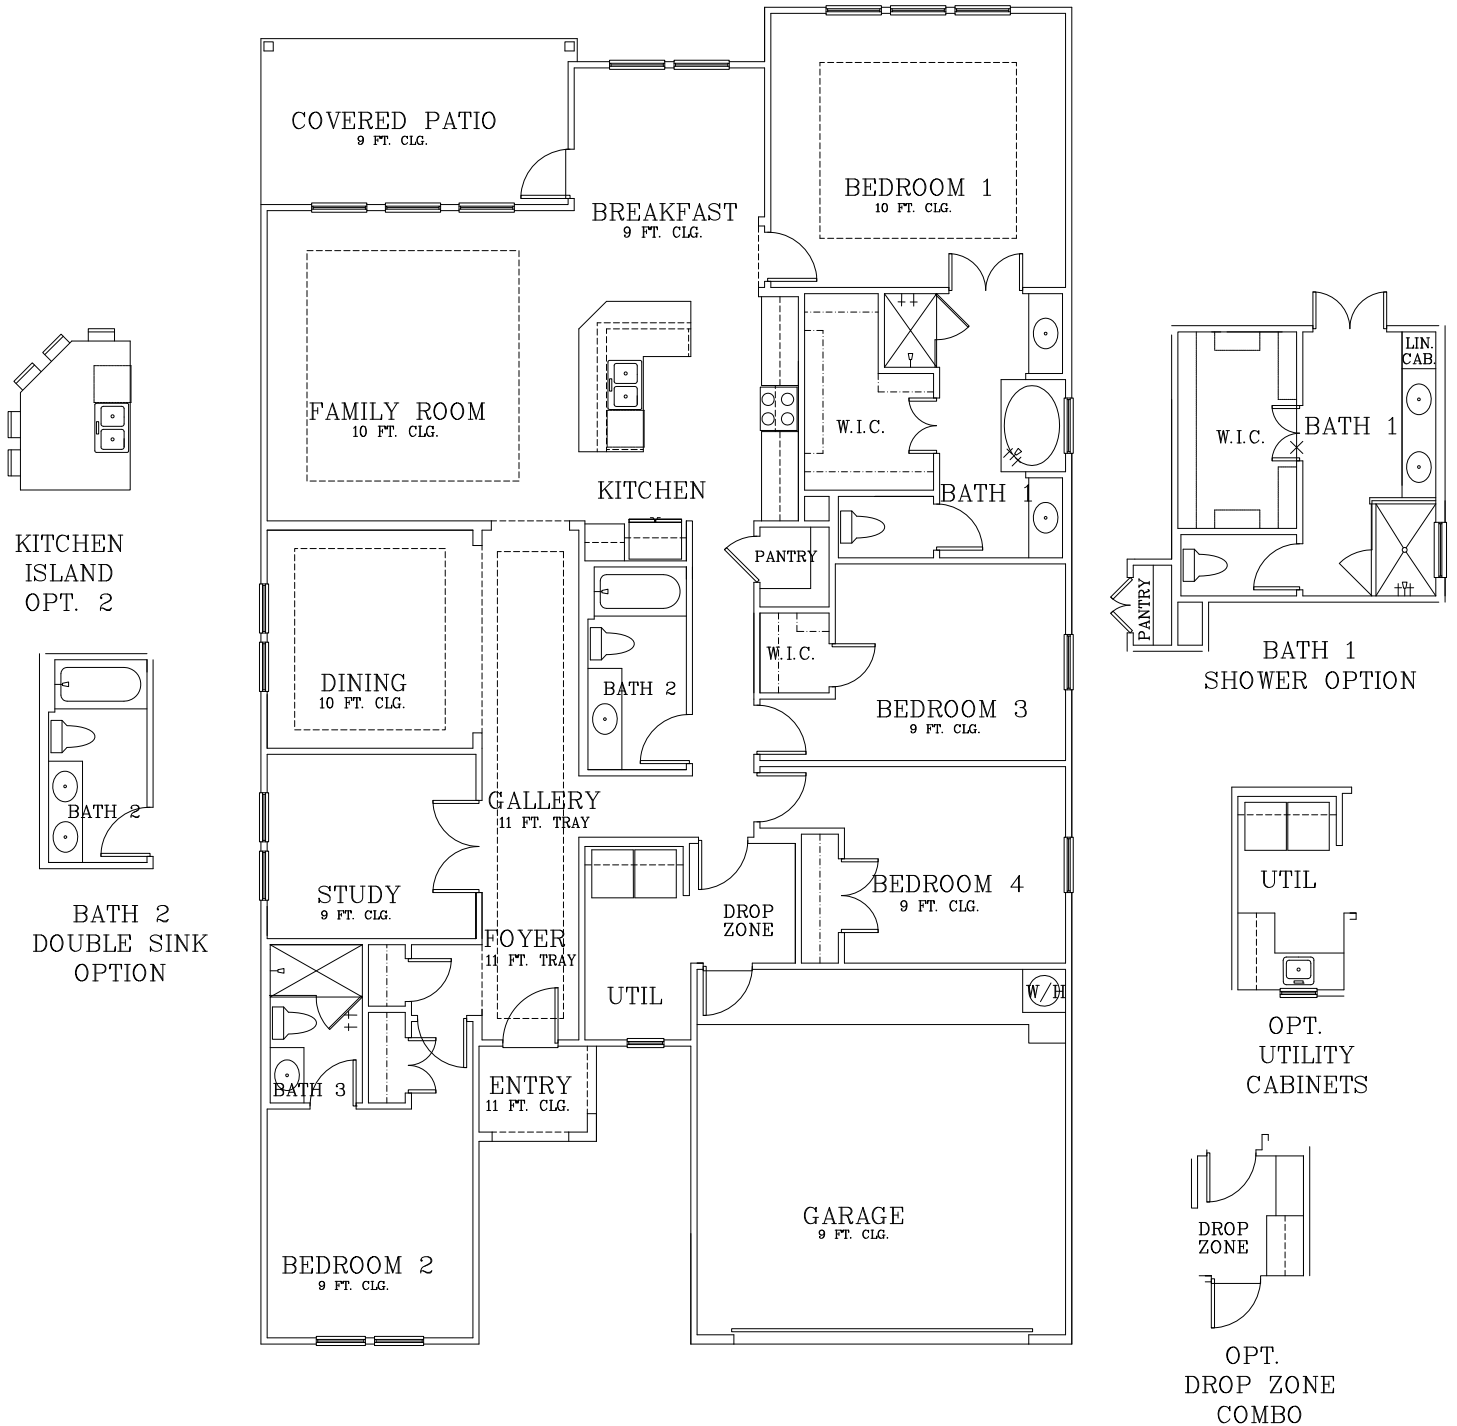 COVERED PATIO
9 FT. CLG.
BEDROOM 1
10 FT. CLG.
BREAKFAST
9 FT. CLG.
FAMILY ROOM
10 FT. CLG.
W.I.C.
KITCHEN
BATH 1
PANTRY
DINING
10 FT. CLG.
BATH 2
W.I.C.
BEDROOM 3
9 FT. CLG.
GALLERY
11 FT. TRAY
STUDY
9 FT. CLG.
BEDROOM 4
9 FT. CLG.
DROP
ZONE
FOYER
11 FT. TRAY
UTIL
W/H
BATH 3
ENTRY
11 FT. CLG.
GARAGE
9 FT. CLG.
BEDROOM 2
9 FT. CLG.
KITCHEN
ISLAND
OPT. 2
BATH 2
BATH 2
DOUBLE SINK
OPTION
LIN.
CAB.
W.I.C.
BATH 1
PANTRY
BATH 1
SHOWER OPTION
UTIL
OPT.
UTILITY
CABINETS
DROP
ZONE
OPT.
DROP ZONE
COMBO